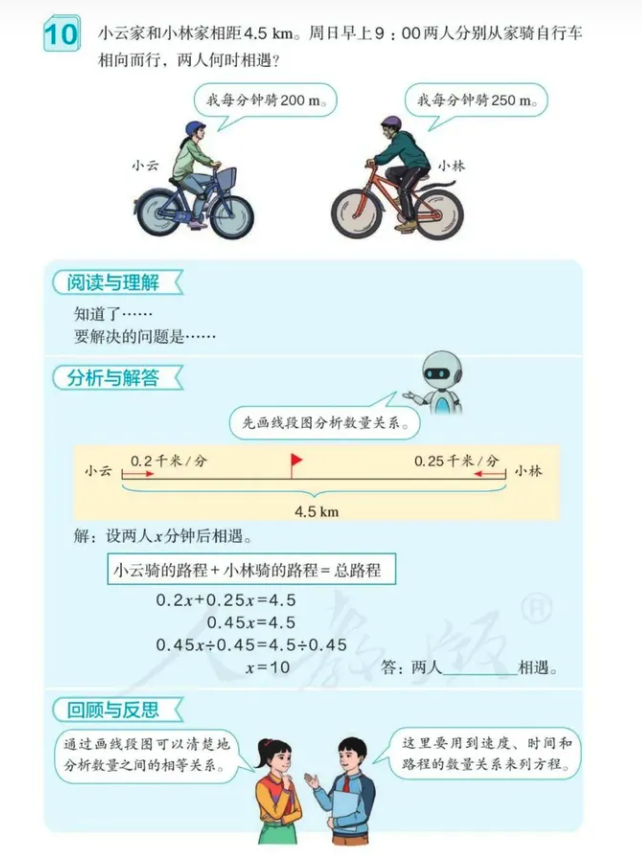 10 小云家和小林家相距4.5 km。周日早上9：00两人分别从家骑自行车
相向而行，两人何时相遇？
我每分钟骑200 m。
我每分钟骑250 m。
小云
小林
阅读与理解
知道了……
要解决的问题是……
分析与解答
先画线段图分析数量关系。
小云 0.2千米/分 0.25千米/分 小林
4.5 km
解：设两人x分钟后相遇。
小云骑的路程+小林骑的路程=总路程
0.2x+0.25x=4.5
0.45x=4.5
0.45x÷0.45=4.5÷0.45
x=10 答：两人________相遇。
人教版®
回顾与反思
通过画线段图可以清楚地
分析数量之间的相等关系。
这里要用到速度、时间和
路程的数量关系来列方程。